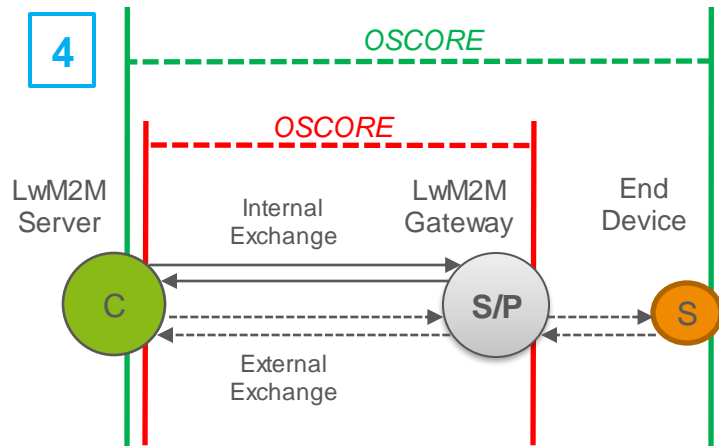 4
OSCORE
OSCORE
LwM2M
Server
Internal
Exchange
LwM2M
Gateway
End
Device
C
S/P
S
External
Exchange